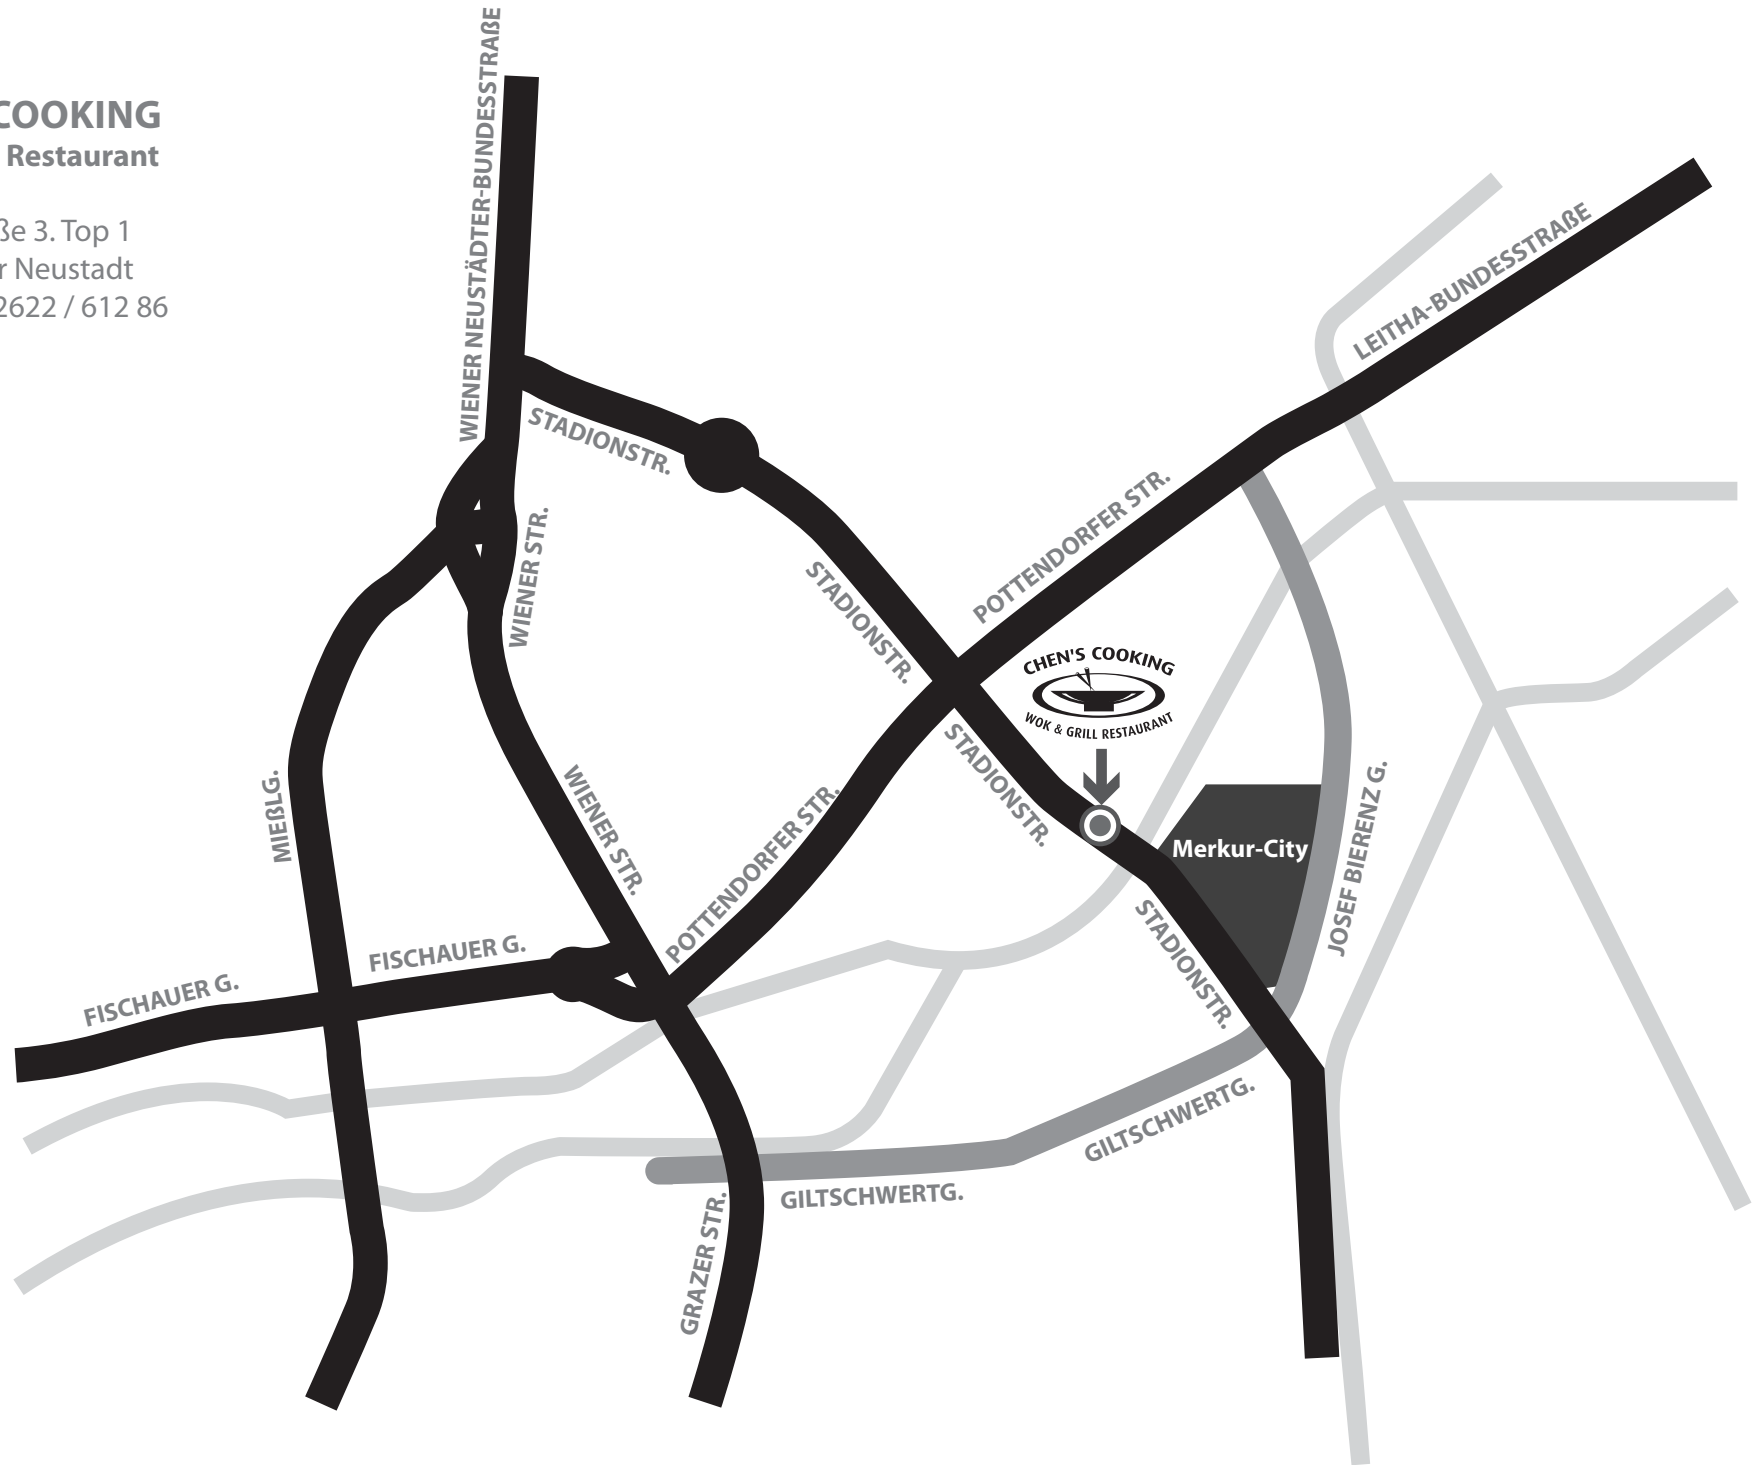 COOKING
Restaurant
ße 3. Top 1
r Neustadt
2622 / 612 86
WIENER NEUSTÄDTER-BUNDESSTRAßE
LEITHA-BUNDESSTRAßE
STADIONSTR.
POTTENDORFER STR.
WIENER STR.
STADIONSTR.
CHEN'S COOKING
WOK & GRILL RESTAURANT
STADIONSTR.
MIEßLG.
WIENER STR.
POTTENDORFER STR.
Merkur-City
JOSEF BIERENZ G.
STADIONSTR.
FISCHAUER G.
FISCHAUER G.
GILTSCHWERTG.
GILTSCHWERTG.
GRAZER STR.